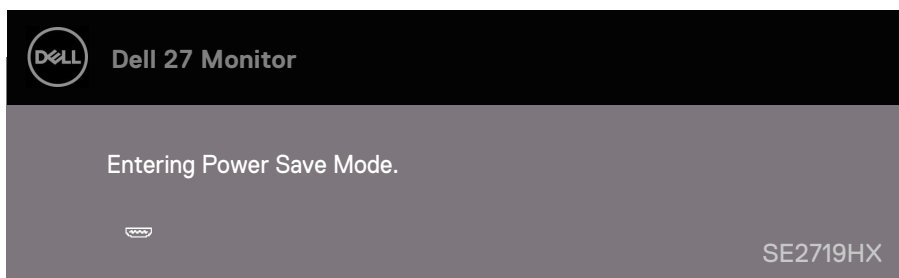 DELL
Dell 27 Monitor
Entering Power Save Mode.
SE2719HX